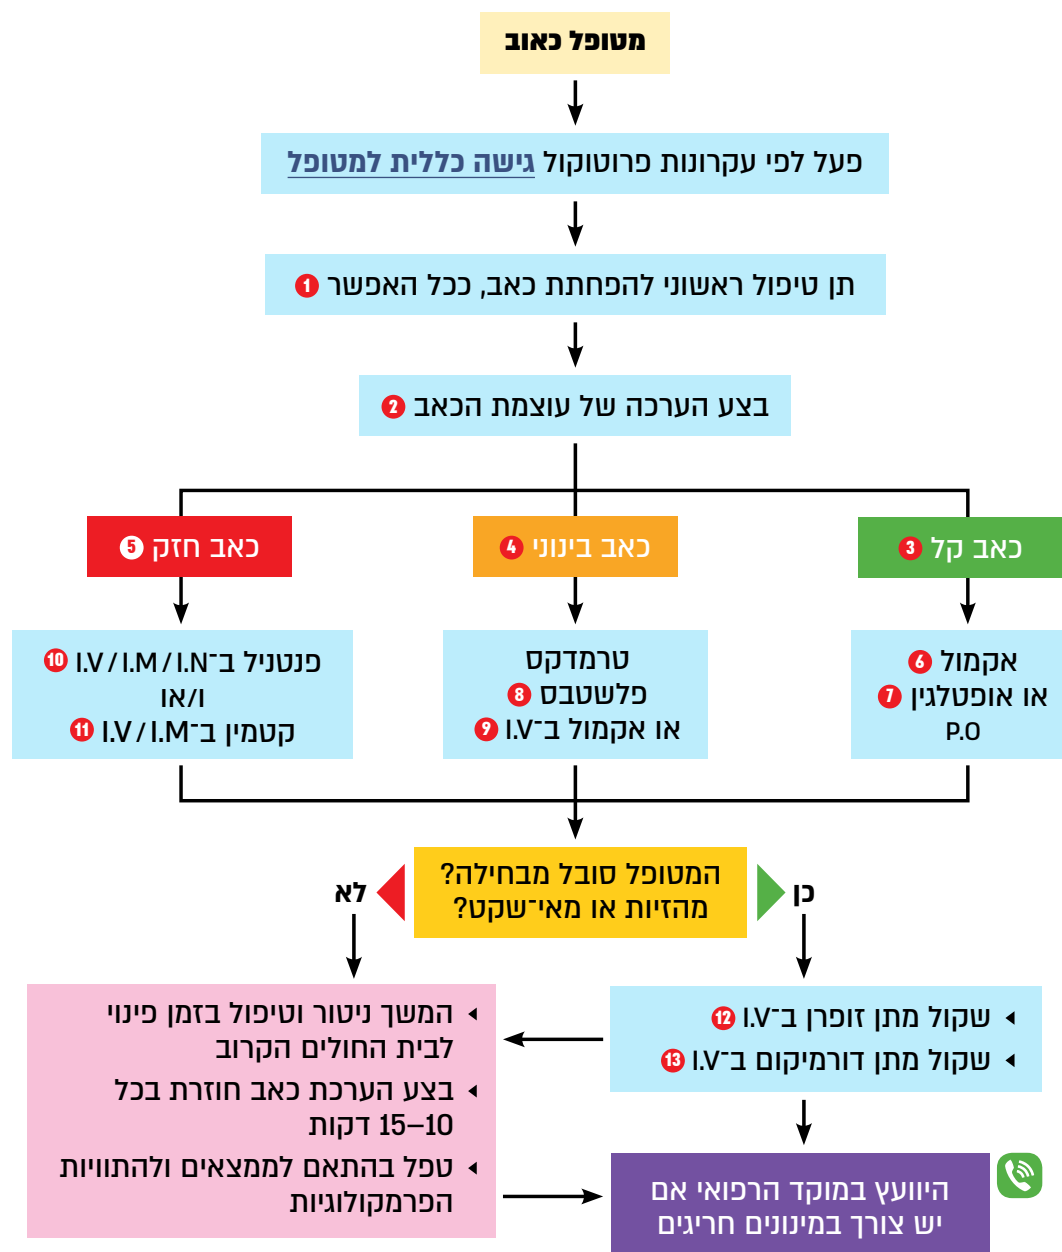 מטופל כאוב
פעל לפי עקרונות פרוטוקול גישה כללית למטופל
תן טיפול ראשוני להפחתת כאב, ככל האפשר 1
בצע הערכה של עוצמת הכאב 2
כאב קל 3
כאב בינוני 4
כאב חזק 5
אקמול 6
או אופטלגין 7
P.O
טרמדקס
פלשטבס 8
או אקמול ב־I.V 9
פנטניל ב־I.V / I.M / I.N 10
ו/או
קטמין ב־I.V / I.M 11
המטופל סובל מבחילה?
מהזיות או מאי־שקט?
כן
לא
שקול מתן זופרן ב־I.V 12
שקול מתן דורמיקום ב־I.V 13
המשך ניטור וטיפול בזמן פינוי
לבית החולים הקרוב
בצע הערכת כאב חוזרת בכל
10–15 דקות
טפל בהתאם לממצאים ולהתוויות
הפרמקולוגיות
היוועץ במוקד הרפואי אם
יש צורך במינונים חריגים